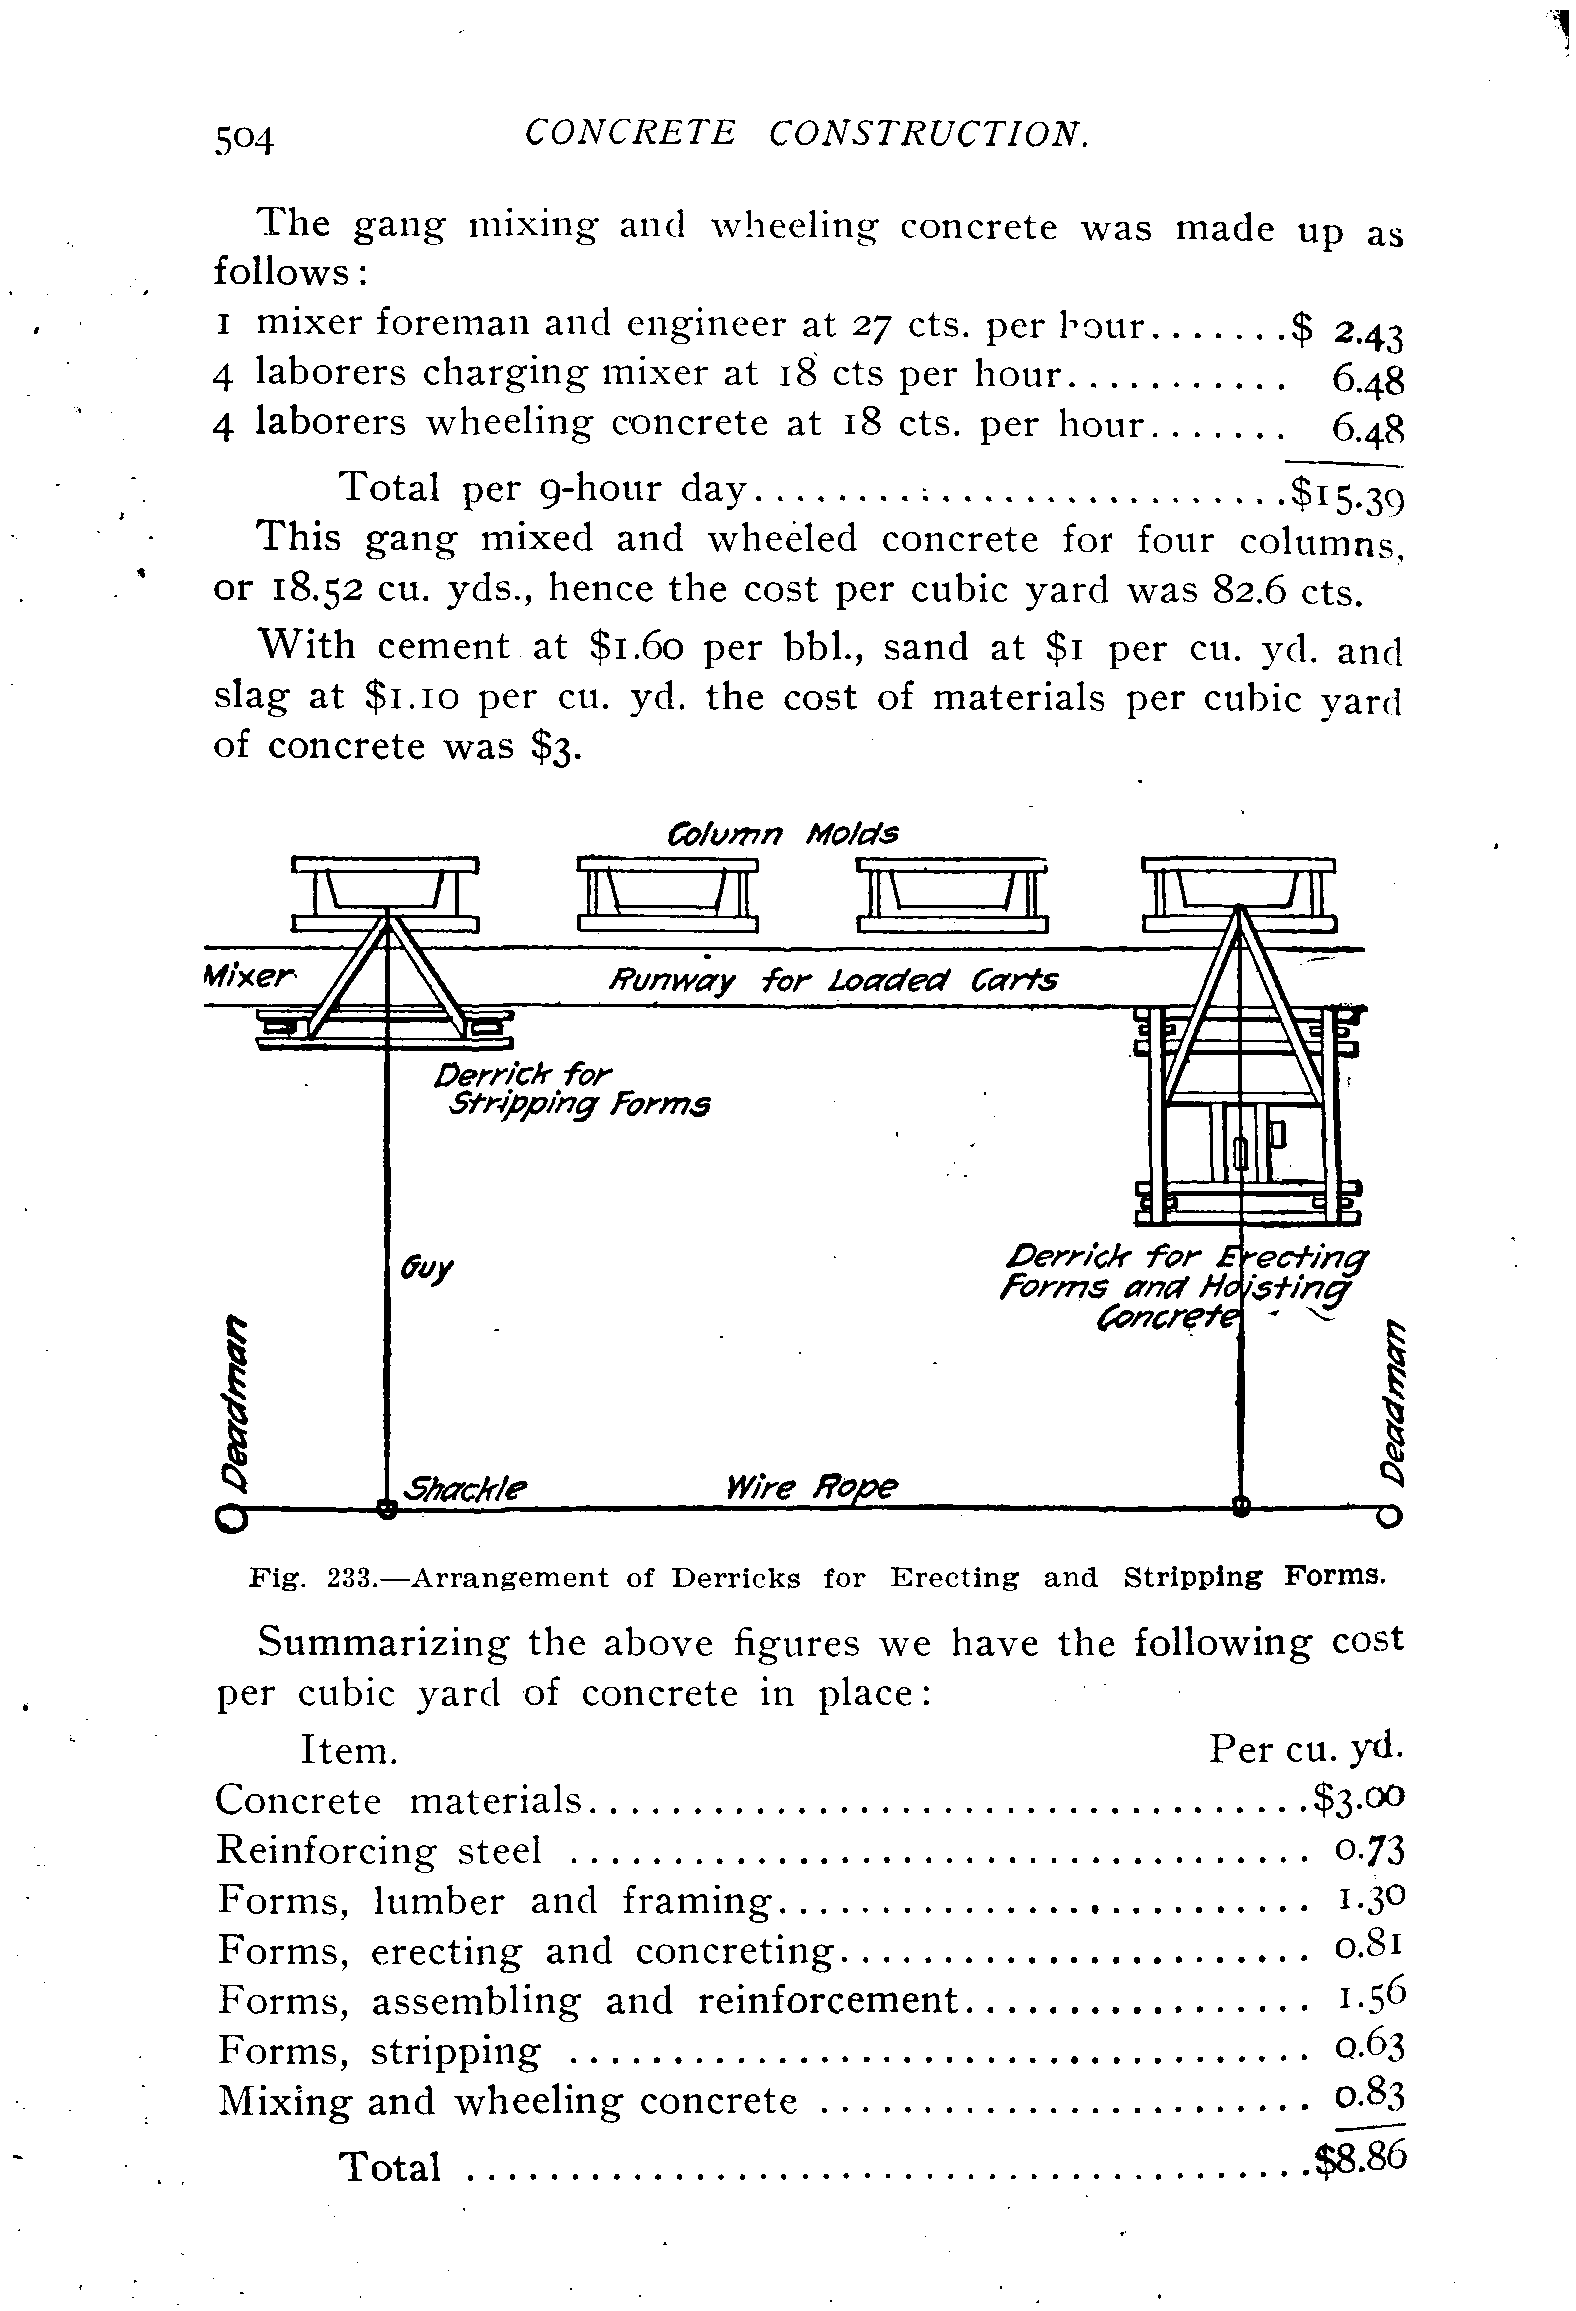 504 CONCRETE CONSTRUCTION.
The gang mixing and wheeling concrete was made up as
follows:
1 mixer foreman and engineer at 27 cts. per hour.......$ 2.43
4 laborers charging mixer at 18 cts per hour........... 6.48
4 laborers wheeling concrete at 18 cts. per hour....... 6.48
Total per 9-hour day..........................$15.39
This gang mixed and wheeled concrete for four columns,
or 18.52 cu. yds., hence the cost per cubic yard was 82.6 cts.
With cement at $1.60 per bbl., sand at $1 per cu. yd. and
slag at $1.10 per cu. yd. the cost of materials per cubic yard
of concrete was $3.
Column Molds
Mixer
Runway for Loaded Carts
Derrick for
Stripping Forms
Guy
Derrick for Erecting
Forms and Hoisting
Concrete
Deadman
Deadman
Shackle
Wire Rope
Fig. 233.—Arrangement of Derricks for Erecting and Stripping Forms.
Summarizing the above figures we have the following cost
per cubic yard of concrete in place:
Item. Per cu. yd.
Concrete materials..................................$3.00
Reinforcing steel ................................... 0.73
Forms, lumber and framing.......................... 1.30
Forms, erecting and concreting....................... 0.81
Forms, assembling and reinforcement................. 1.56
Forms, stripping ................................... 0.63
Mixing and wheeling concrete ........................ 0.83
Total ........................................$8.86